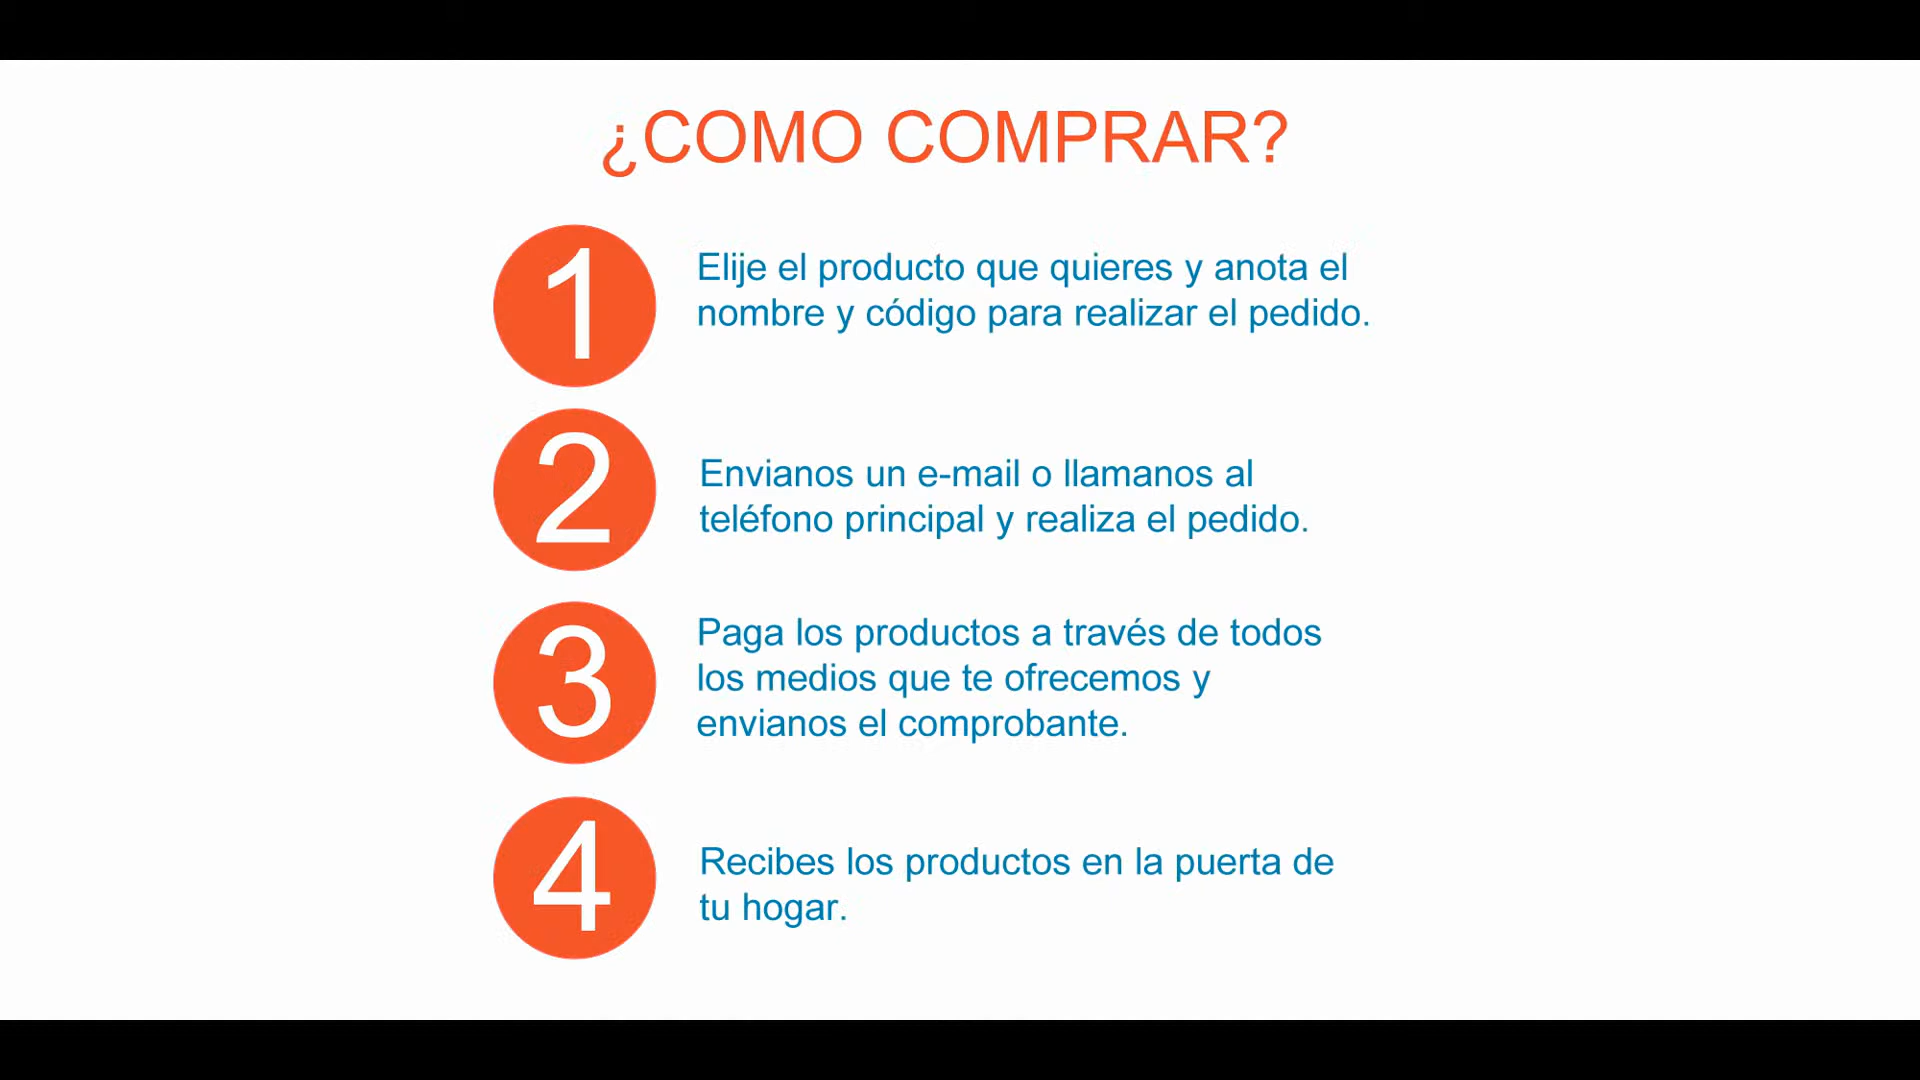 ¿COMO COMPRAR?
1
Elije el producto que quieres y anota el
nombre y código para realizar el pedido.
2
Envianos un e-mail o llamanos al
teléfono principal y realiza el pedido.
3
Paga los productos a través de todos
los medios que te ofrecemos y
envianos el comprobante.
4
Recibes los productos en la puerta de
tu hogar.